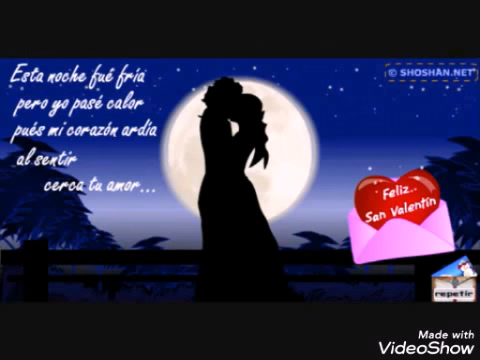 Esta noche fué fría
pero yo pasé calor
pués mi corazón ardía
al sentir
cerca tu amor...
© SHOSHAN.NET
Feliz..
San Valentín
repetir
Made with
VideoShow